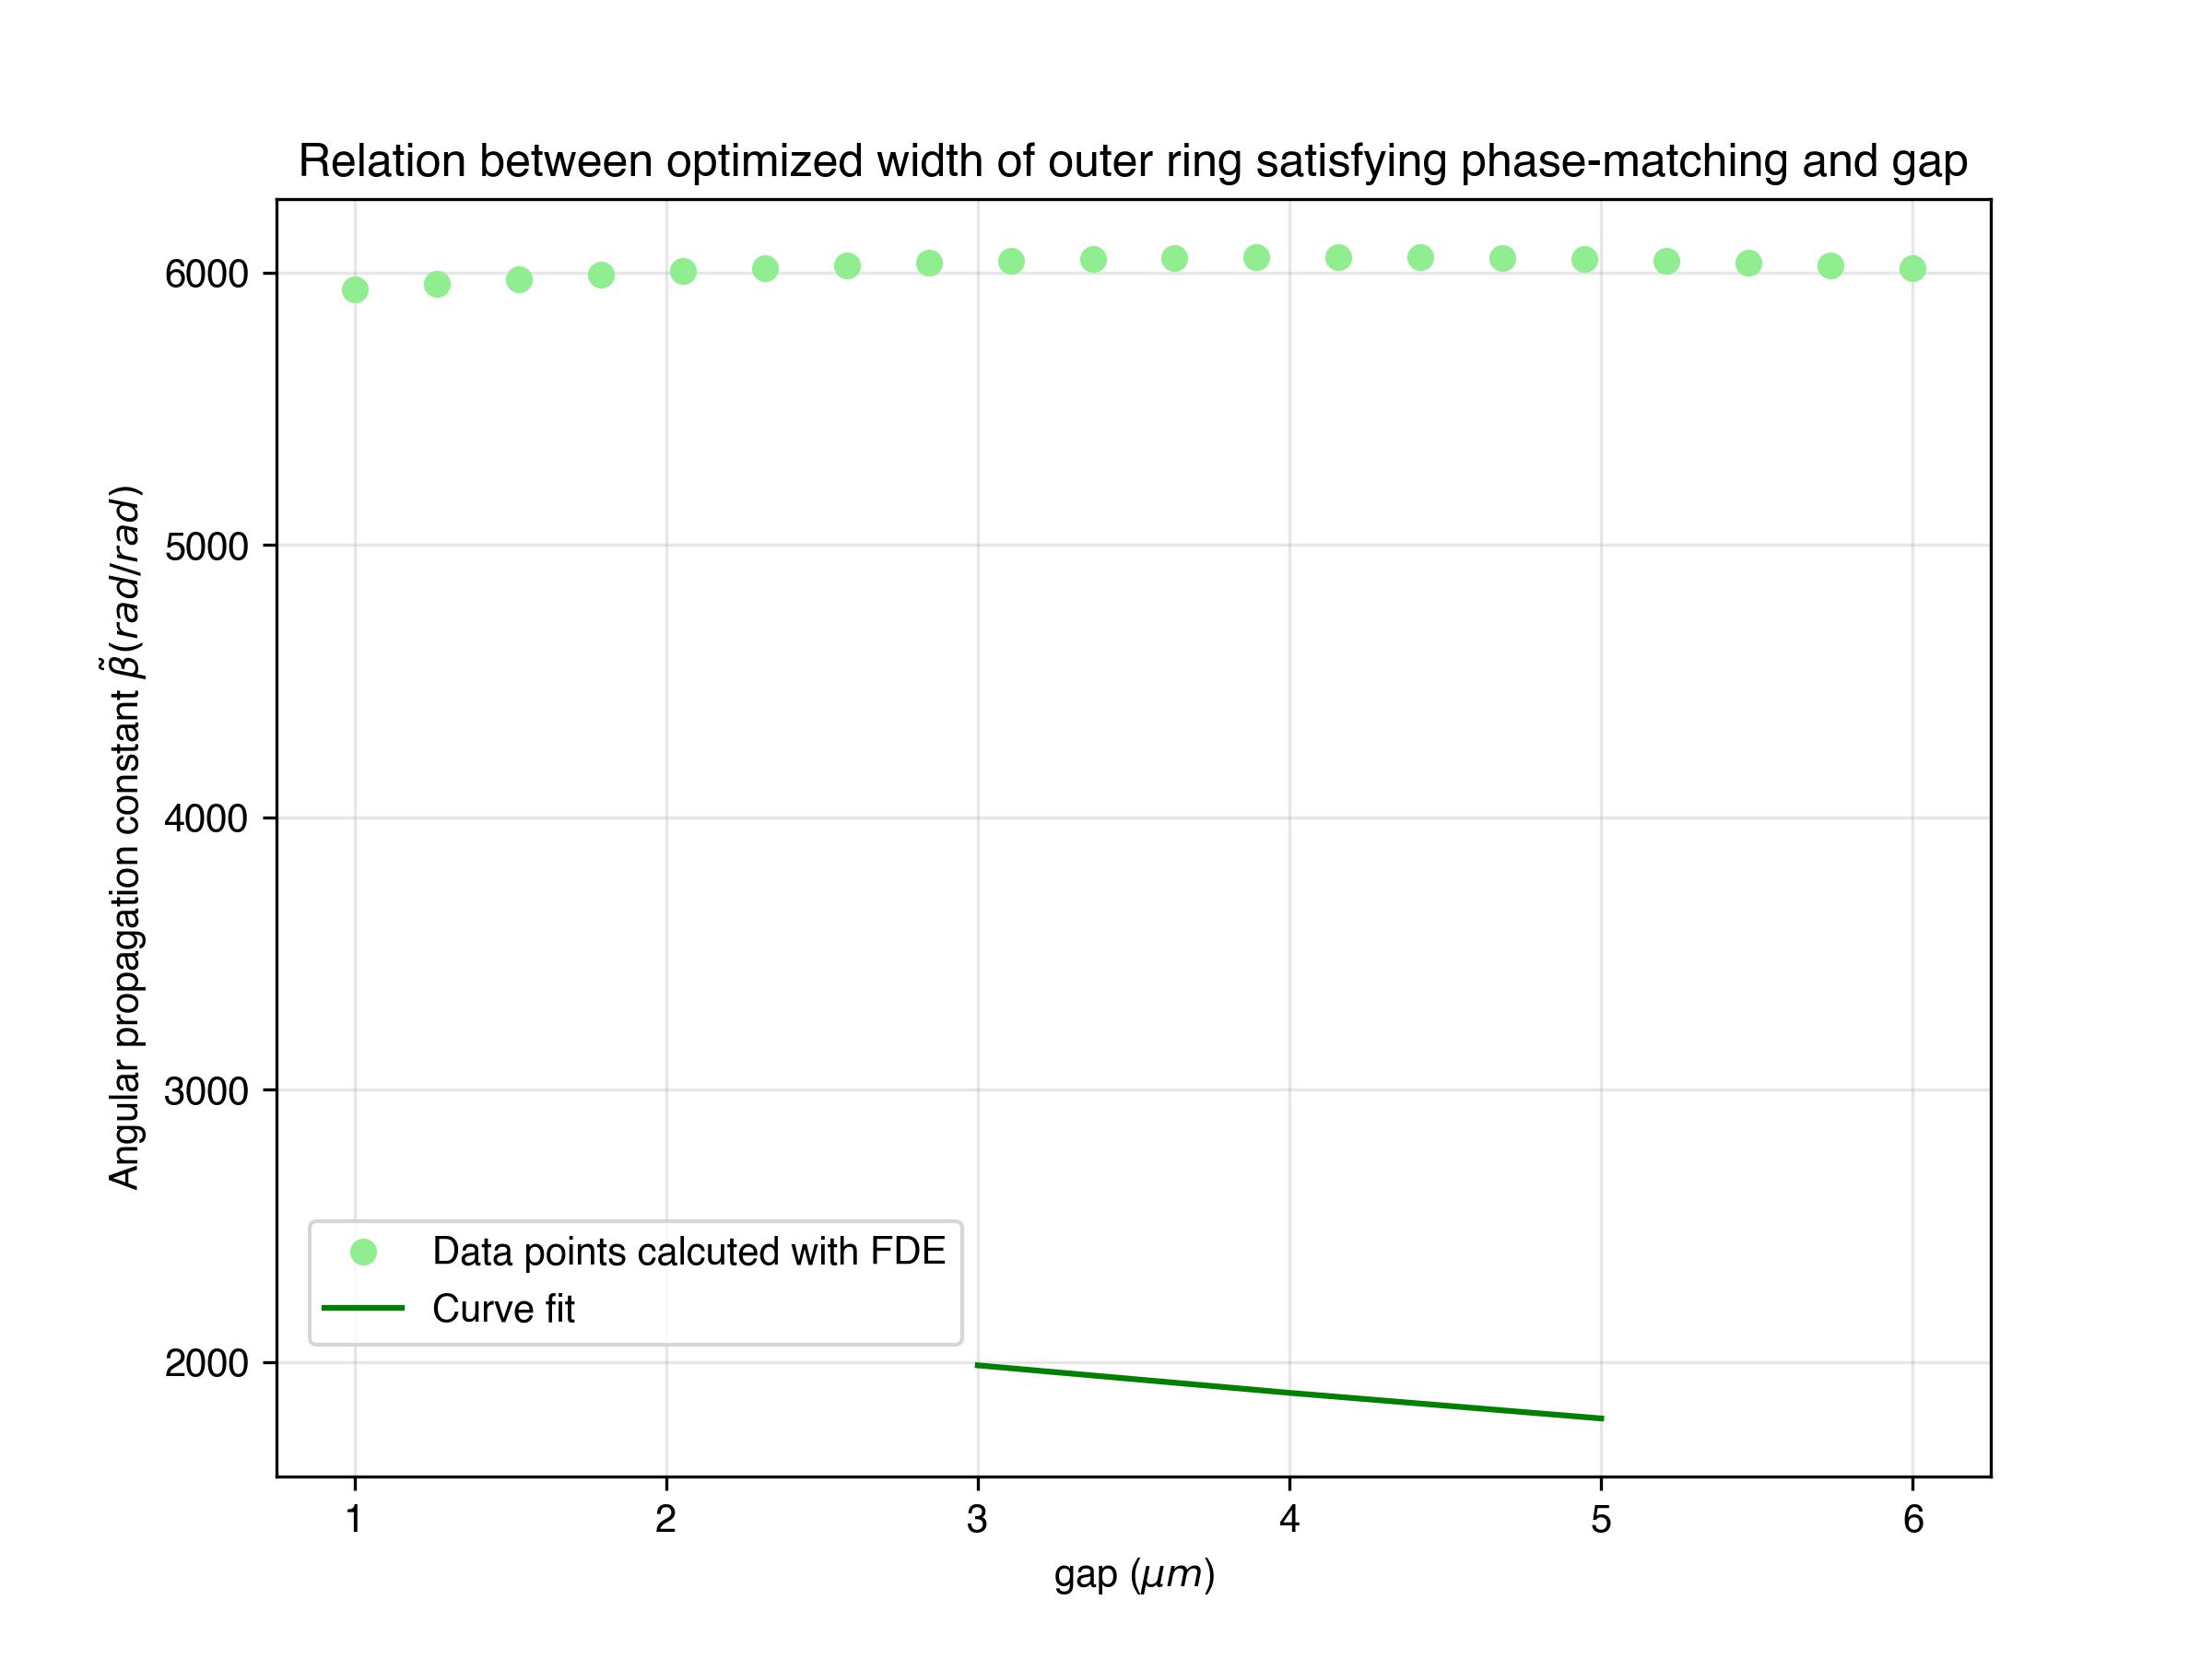 Relation between optimized width of outer ring satisfying phase-matching and gap
Angular propagation constant β̃(rad/rad)
6000
5000
4000
3000
2000
Data points calcuted with FDE
Curve fit
1 2 3 4 5 6
gap (μm)